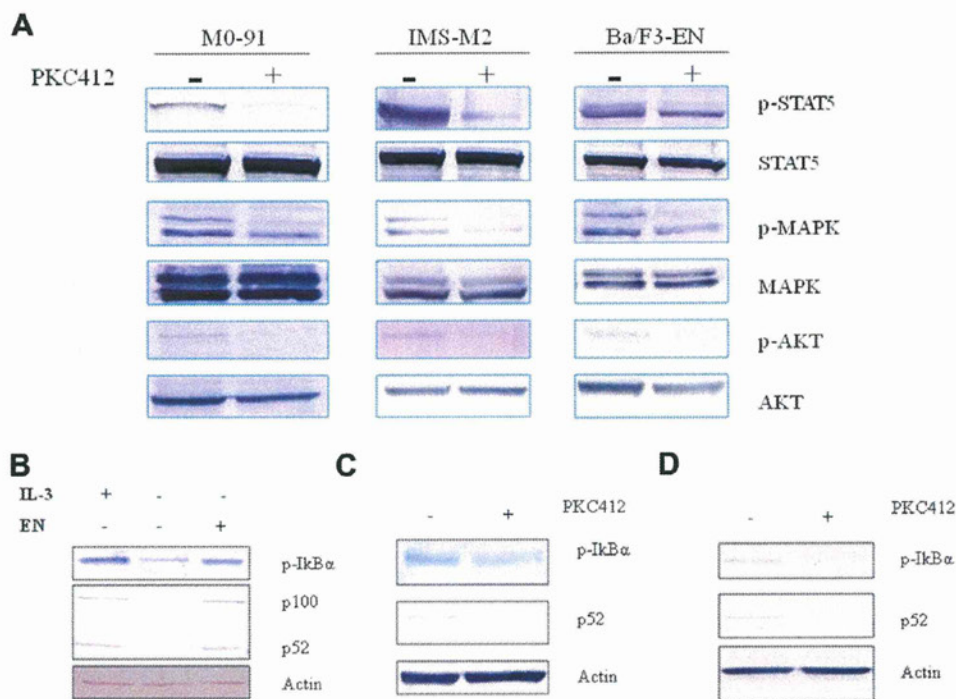 A
M0-91 IMS-M2 Ba/F3-EN
PKC412 - + - + - +
p-STAT5
STAT5
p-MAPK
MAPK
p-AKT
AKT
B
IL-3 + - -
EN - - +
p-IkBα
p100
p52
Actin
C
- + PKC412
p-IkBα
p52
Actin
D
- + PKC412
p-IkBα
p52
Actin